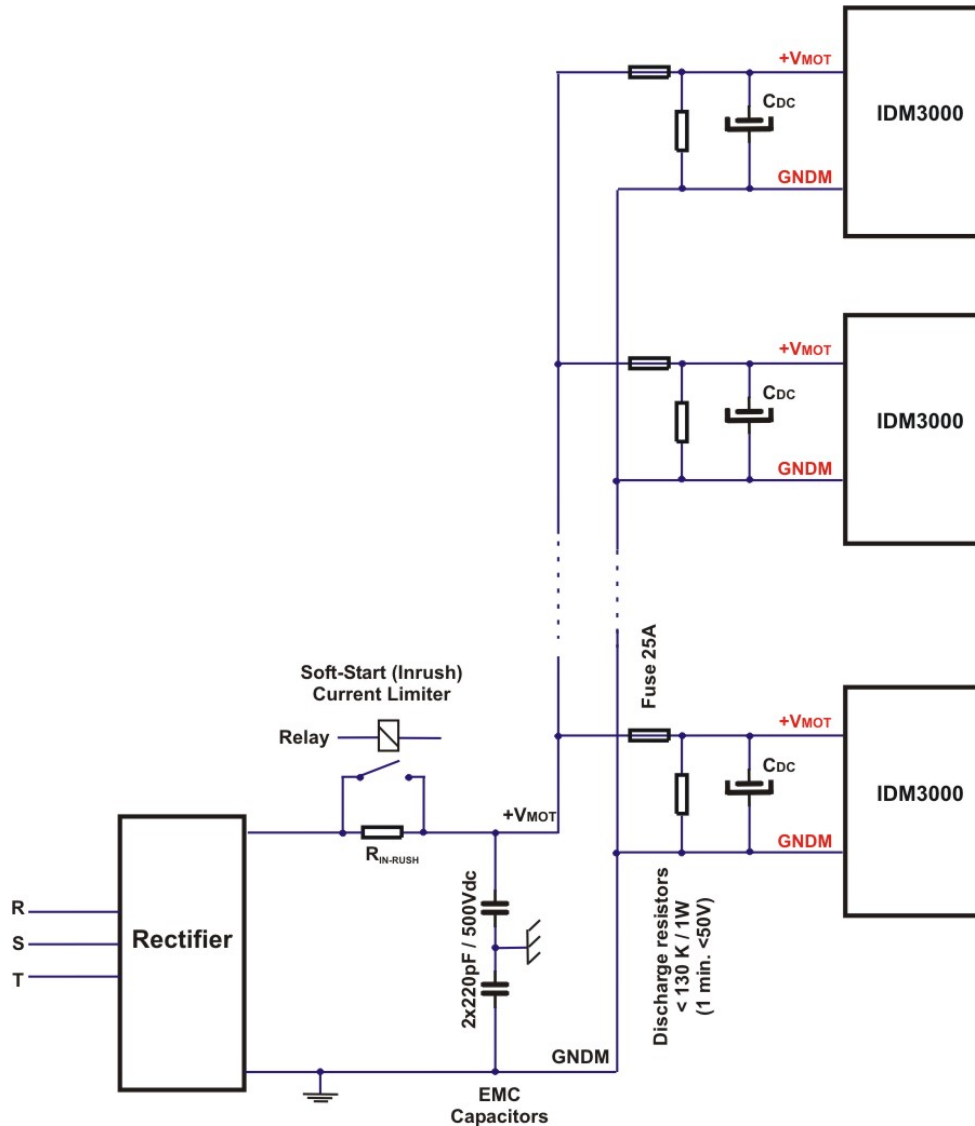 +VMOT
CDC
GNDM
IDM3000
+VMOT
CDC
GNDM
IDM3000
Fuse 25A
Soft-Start (Inrush)
Current Limiter
Relay
+VMOT
CDC
GNDM
IDM3000
+VMOT
RIN-RUSH
R
S
T
Rectifier
2x220pF / 500Vdc
Discharge resistors
< 130 K / 1W
(1 min. <50V)
GNDM
EMC
Capacitors